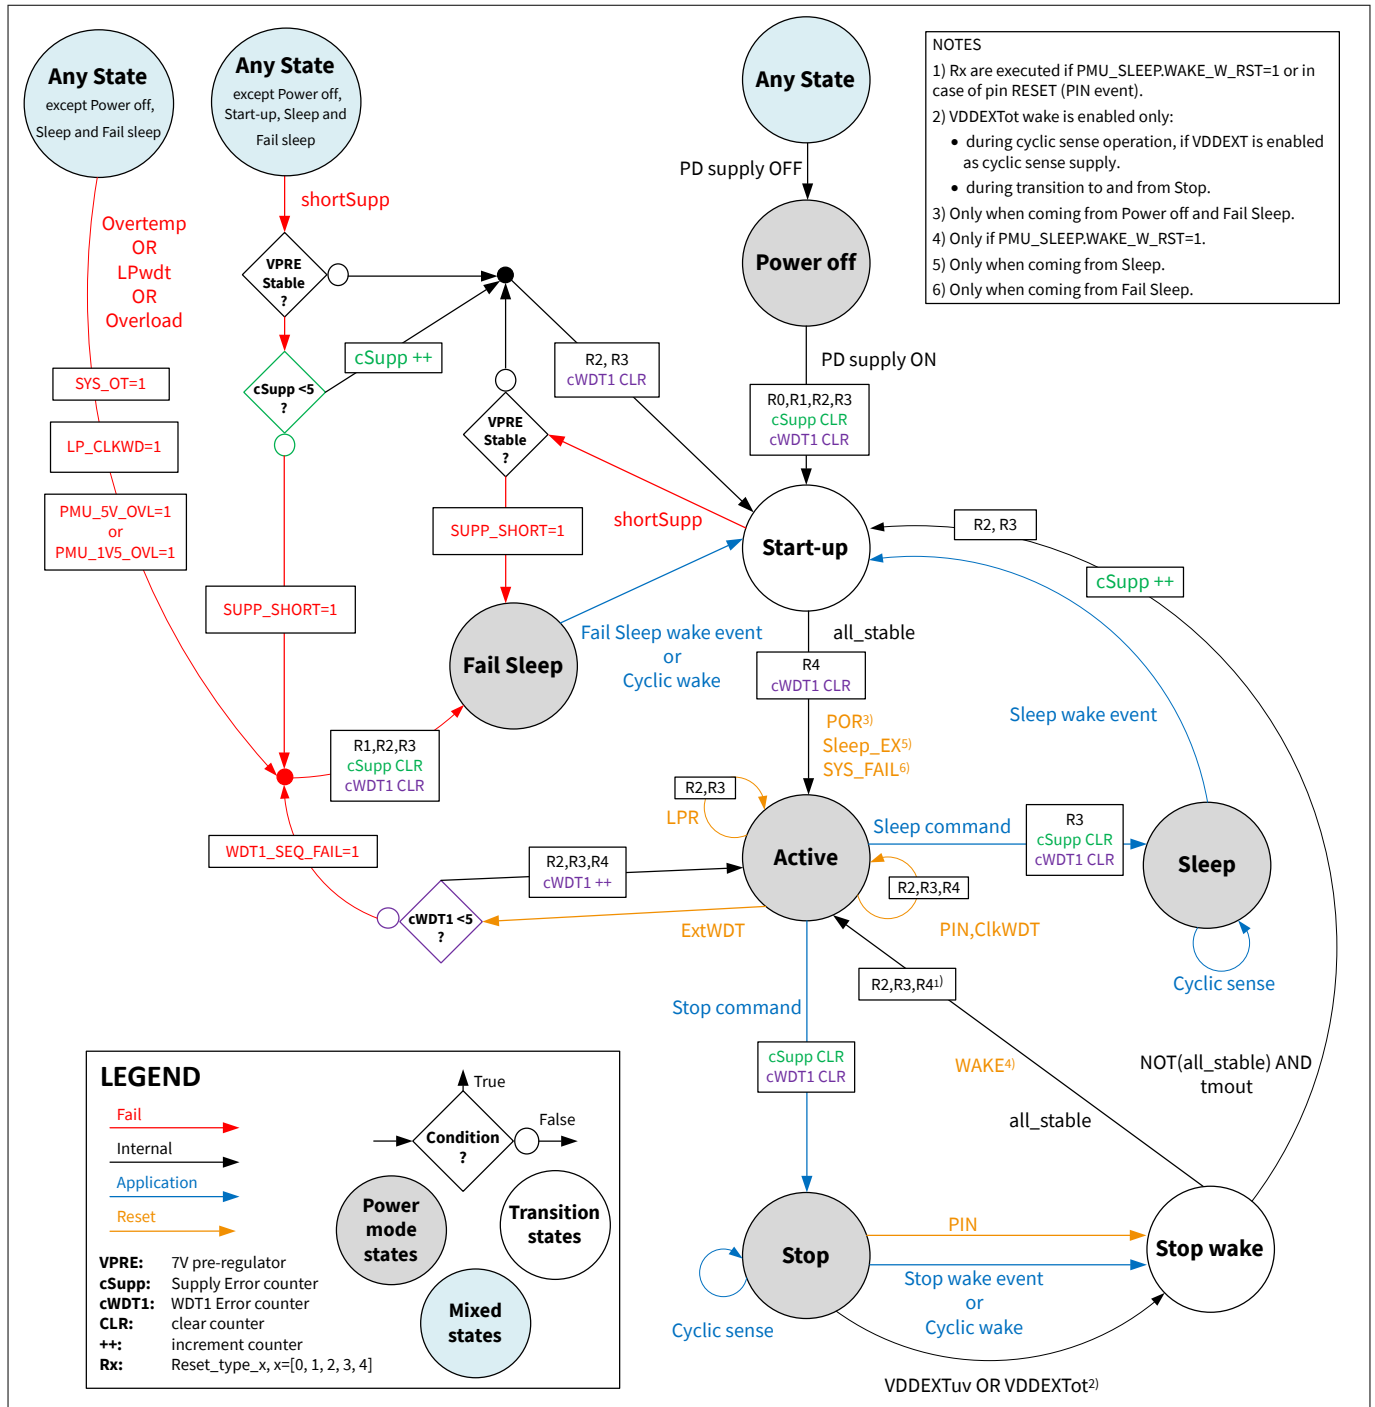 Any State
except Power off,
Sleep and Fail sleep
Any State
except Power off,
Start-up, Sleep and
Fail sleep
Any State
NOTES
1) Rx are executed if PMU_SLEEP.WAKE_W_RST=1 or in
case of pin RESET (PIN event).
2) VDDEXTot wake is enabled only:
• during cyclic sense operation, if VDDEXT is enabled
as cyclic sense supply.
• during transition to and from Stop.
3) Only when coming from Power off and Fail Sleep.
4) Only if PMU_SLEEP.WAKE_W_RST=1.
5) Only when coming from Sleep.
6) Only when coming from Fail Sleep.
PD supply OFF
shortSupp
Overtemp
OR
LPwdt
OR
Overload
VPRE
Stable
?
Power off
cSupp ++
R2, R3
cWDT1 CLR
PD supply ON
SYS_OT=1
cSupp <5
?
R0,R1,R2,R3
cSupp CLR
cWDT1 CLR
LP_CLKWD=1
VPRE
Stable
?
PMU_5V_OVL=1
or
PMU_1V5_OVL=1
SUPP_SHORT=1
shortSupp
Start-up
R2, R3
cSupp ++
SUPP_SHORT=1
Fail Sleep
Fail Sleep wake event
or
Cyclic wake
all_stable
R4
cWDT1 CLR
POR3)
Sleep_EX5)
SYS_FAIL6)
Sleep wake event
R1,R2,R3
cSupp CLR
cWDT1 CLR
R2,R3
LPR
Active
Sleep command
R3
cSupp CLR
cWDT1 CLR
Sleep
WDT1_SEQ_FAIL=1
R2,R3,R4
cWDT1 ++
R2,R3,R4
cWDT1 <5
?
ExtWDT
PIN,ClkWDT
R2,R3,R41)
Cyclic sense
Stop command
cSupp CLR
cWDT1 CLR
WAKE4)
NOT(all_stable) AND
tmout
all_stable
LEGEND
Fail
Internal
Application
Reset
True
False
Condition
?
Power
mode
states
Transition
states
Mixed
states
VPRE: 7V pre-regulator
cSupp: Supply Error counter
cWDT1: WDT1 Error counter
CLR: clear counter
++: increment counter
Rx: Reset_type_x, x=[0, 1, 2, 3, 4]
Stop
PIN
Stop wake
Stop wake event
or
Cyclic wake
Cyclic sense
VDDEXTuv OR VDDEXTot2)